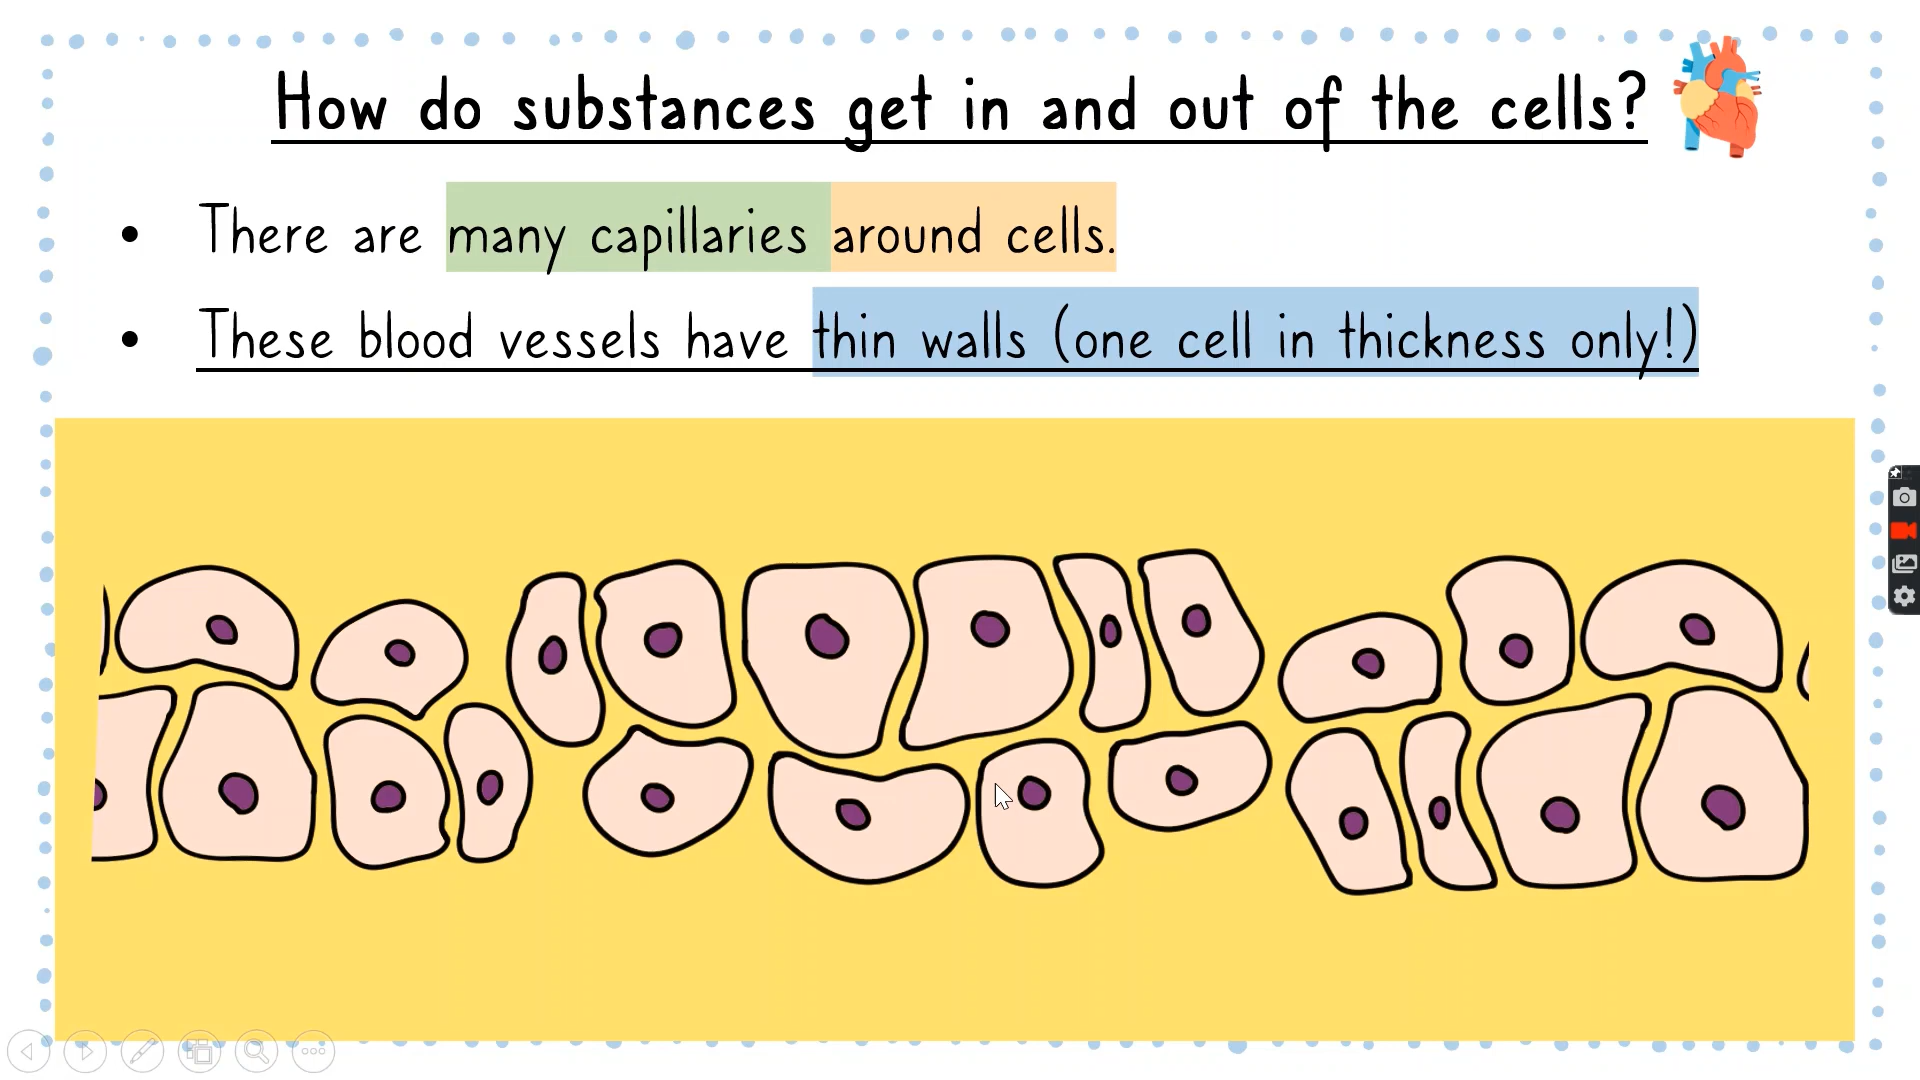 How do substances get in and out of the cells?
• There are many capillaries around cells.
• These blood vessels have thin walls (one cell in thickness only!)